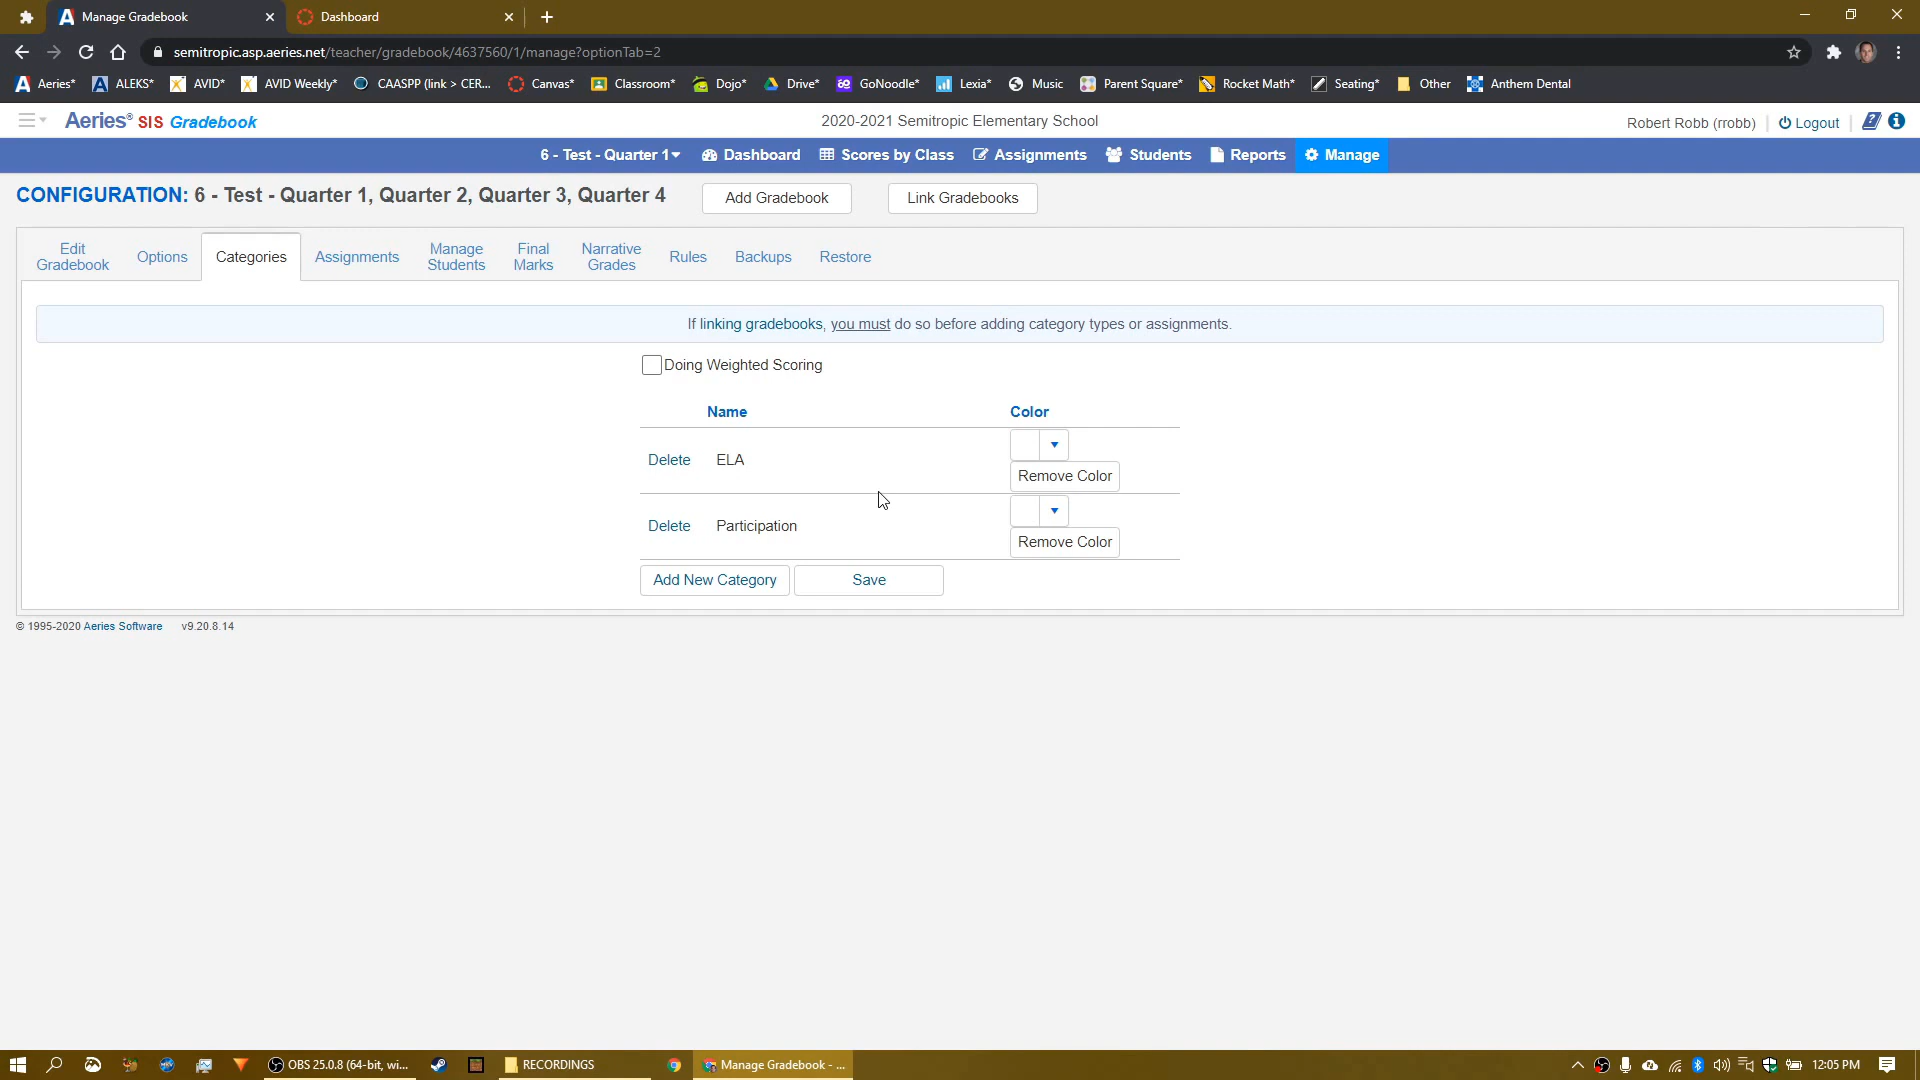 Manage Gradebook
Dashboard
semitropic.asp.aeries.net/teacher/gradebook/4637560/1/manage?optionTab=2
Aeries* ALEKS* AVID* AVID Weekly* CAASPP (link > CER... Canvas* Classroom* Dojo* Drive* GoNoodle* Lexia* Music Parent Square* Rocket Math* Seating* Other Anthem Dental
Aeries® SIS Gradebook
2020-2021 Semitropic Elementary School
Robert Robb (rrobb) Logout
6 - Test - Quarter 1 Dashboard Scores by Class Assignments Students Reports Manage
CONFIGURATION: 6 - Test - Quarter 1, Quarter 2, Quarter 3, Quarter 4
Add Gradebook
Link Gradebooks
Edit Gradebook
Options
Categories
Assignments
Manage Students
Final Marks
Narrative Grades
Rules
Backups
Restore
If linking gradebooks, you must do so before adding category types or assignments.
Doing Weighted Scoring
Name Color
Delete ELA
Remove Color
Delete Participation
Remove Color
Add New Category Save
© 1995-2020 Aeries Software v9.20.8.14
OBS 25.0.8 (64-bit, wi...
RECORDINGS
Manage Gradebook - ...
12:05 PM